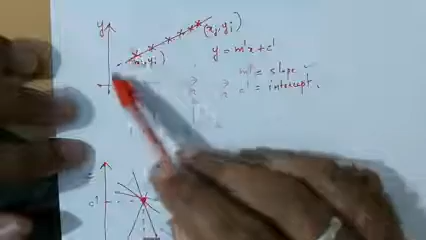 y
(xj, yj)
(xi, yi)
y = m'x + c'
m' = slope
c' = intercept.
c'